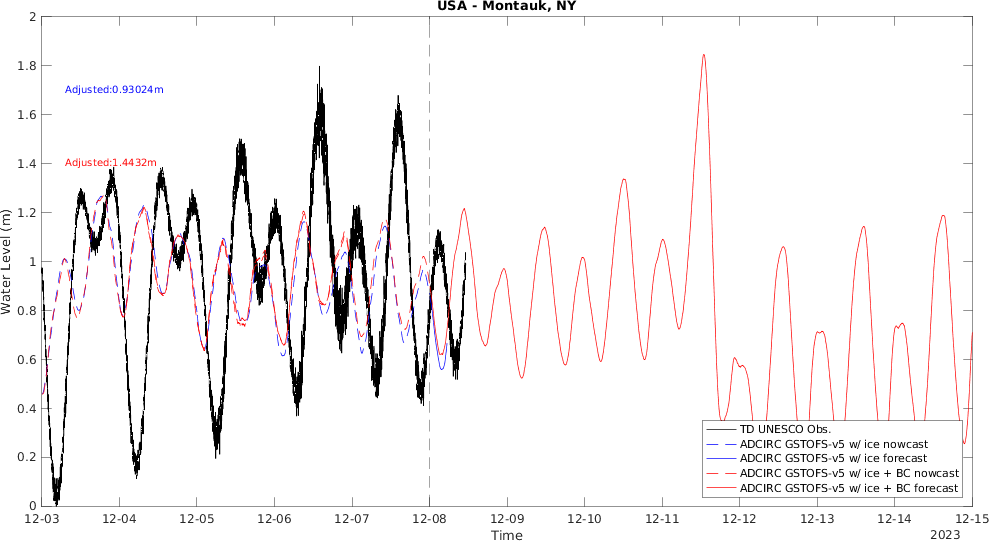 USA - Montauk, NY
2
1.8
1.6
1.4
1.2
1
0.8
0.6
0.4
0.2
0
Water Level (m)
Adjusted:0.93024m
Adjusted:1.4432m
TD UNESCO Obs.
ADCIRC GSTOFS-v5 w/ ice nowcast
ADCIRC GSTOFS-v5 w/ ice forecast
ADCIRC GSTOFS-v5 w/ ice + BC nowcast
ADCIRC GSTOFS-v5 w/ ice + BC forecast
12-03 12-04 12-05 12-06 12-07 12-08 12-09 12-10 12-11 12-12 12-13 12-14 12-15
Time
2023